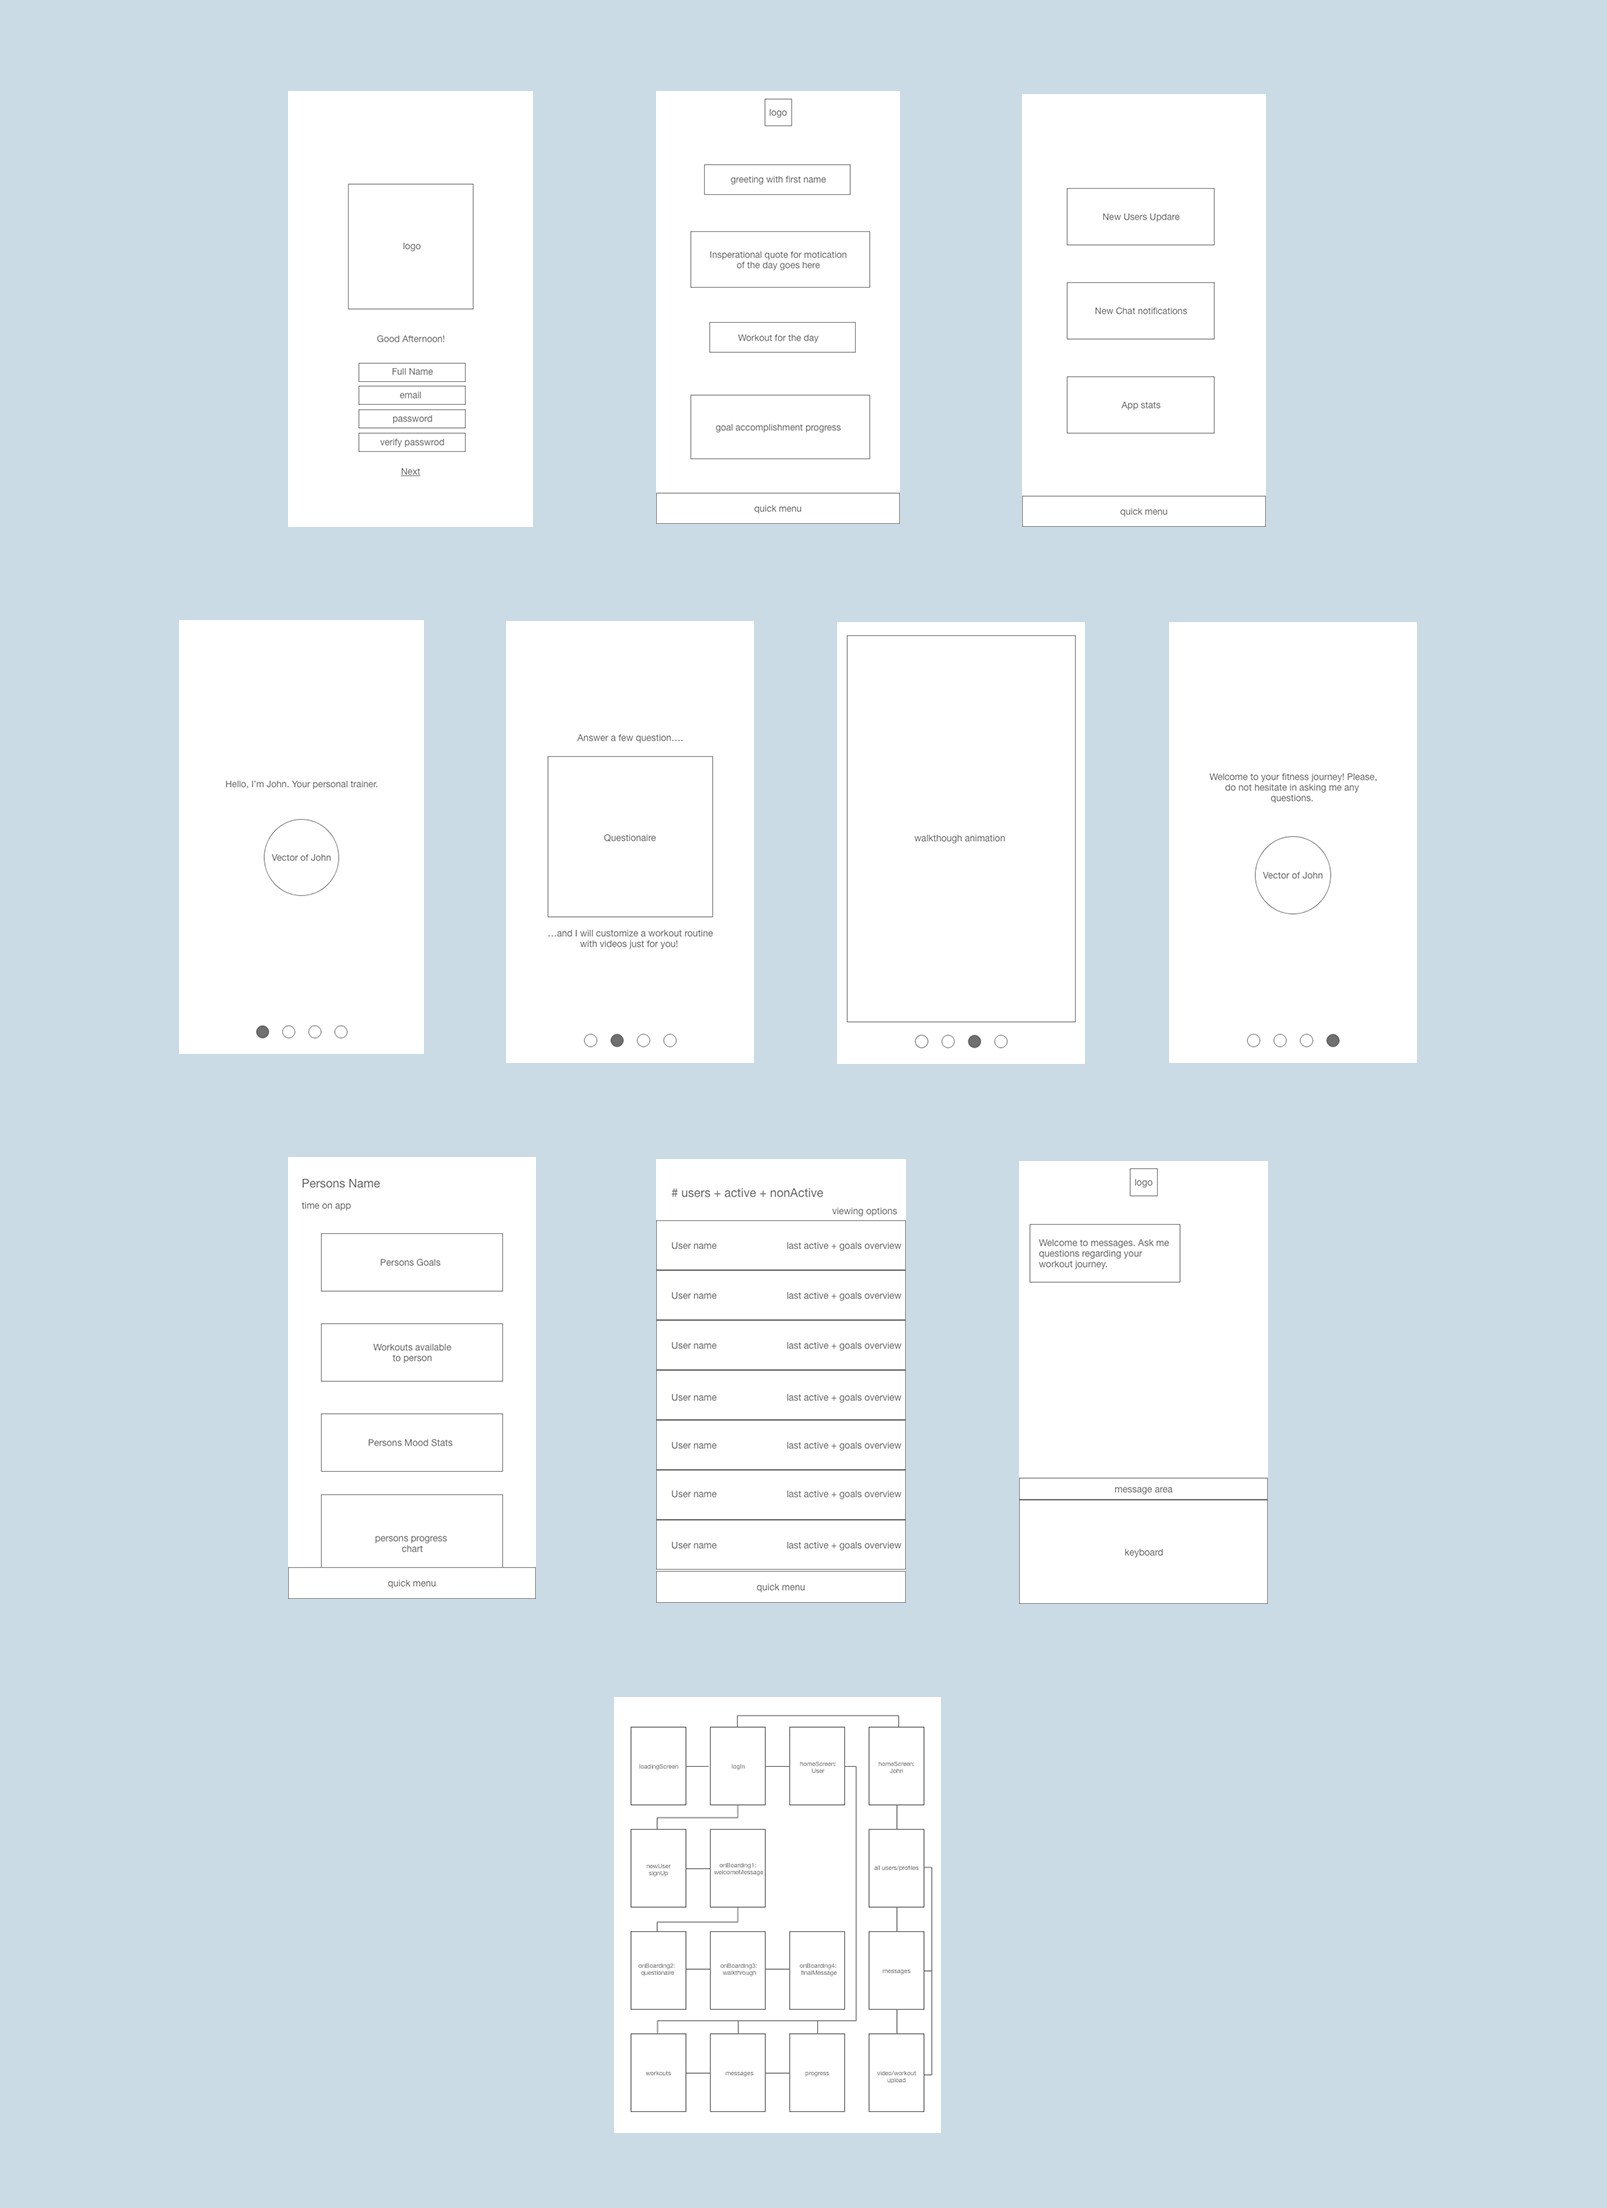 logo
Good Afternoon!
Full Name
email
password
verify passwrod
Next
logo
greeting with first name
Insperational quote for motication
of the day goes here
Workout for the day
goal accomplishment progress
quick menu
New Users Updare
New Chat notifications
App stats
quick menu
Hello, I'm John. Your personal trainer.
Vector of John
Answer a few question....
Questionaire
...and I will customize a workout routine
with videos just for you!
walkthough animation
Welcome to your fitness journey! Please,
do not hesitate in asking me any
questions.
Vector of John
Persons Name
time on app
Persons Goals
Workouts available
to person
Persons Mood Stats
persons progress
chart
quick menu
# users + active + nonActive
viewing options
User name last active + goals overview
User name last active + goals overview
User name last active + goals overview
User name last active + goals overview
User name last active + goals overview
User name last active + goals overview
User name last active + goals overview
quick menu
logo
Welcome to messages. Ask me
questions regarding your
workout journey.
message area
keyboard
loadingScreen
logIn
homeScreen:
User
homeScreen:
John
newUser
signUp
onBoarding1:
welcomeMessage
all users/profiles
onBoarding2:
questionaire
onBoarding3:
walkthrough
onBoarding4:
finalMessage
messages
workouts
messages
progress
video/workout
upload